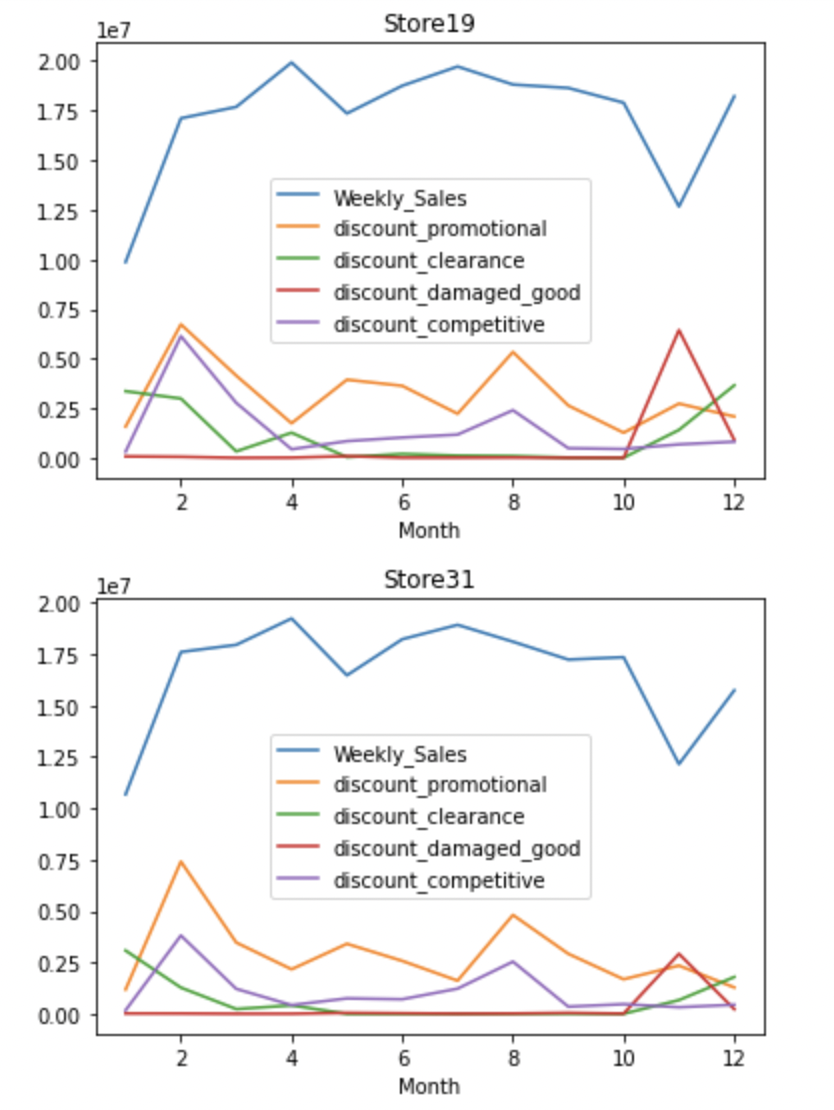 Store19
1e7
2.00
1.75
1.50
1.25
1.00
0.75
0.50
0.25
0.00
Weekly_Sales
discount_promotional
discount_clearance
discount_damaged_good
discount_competitive
2 4 6 8 10 12
Month
Store31
1e7
2.00
1.75
1.50
1.25
1.00
0.75
0.50
0.25
0.00
Weekly_Sales
discount_promotional
discount_clearance
discount_damaged_good
discount_competitive
2 4 6 8 10 12
Month